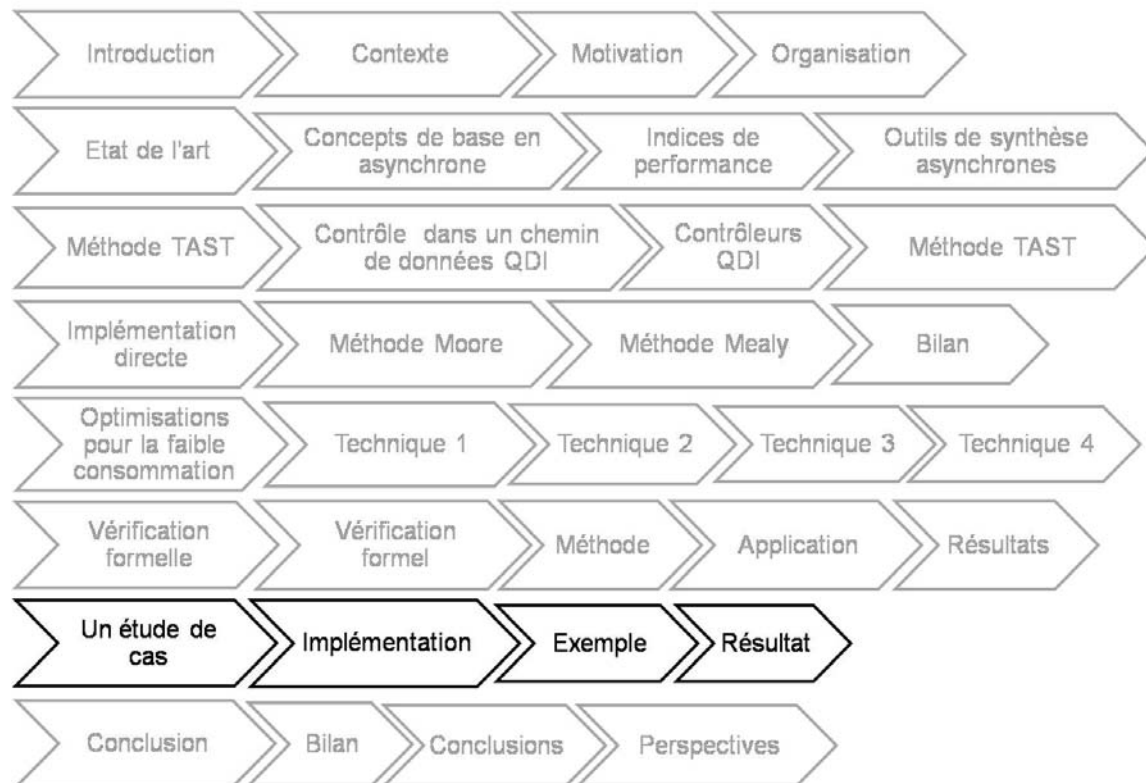 Introduction
Contexte
Motivation
Organisation
Etat de l'art
Concepts de base en
asynchrone
Indices de
performance
Outils de synthèse
asynchrones
Méthode TAST
Contrôle dans un chemin
de données QDI
Contrôleurs
QDI
Méthode TAST
Implémentation
directe
Méthode Moore
Méthode Mealy
Bilan
Optimisations
pour la faible
consommation
Technique 1
Technique 2
Technique 3
Technique 4
Vérification
formelle
Vérification
formel
Méthode
Application
Résultats
Un étude de
cas
Implémentation
Exemple
Résultat
Conclusion
Bilan
Conclusions
Perspectives